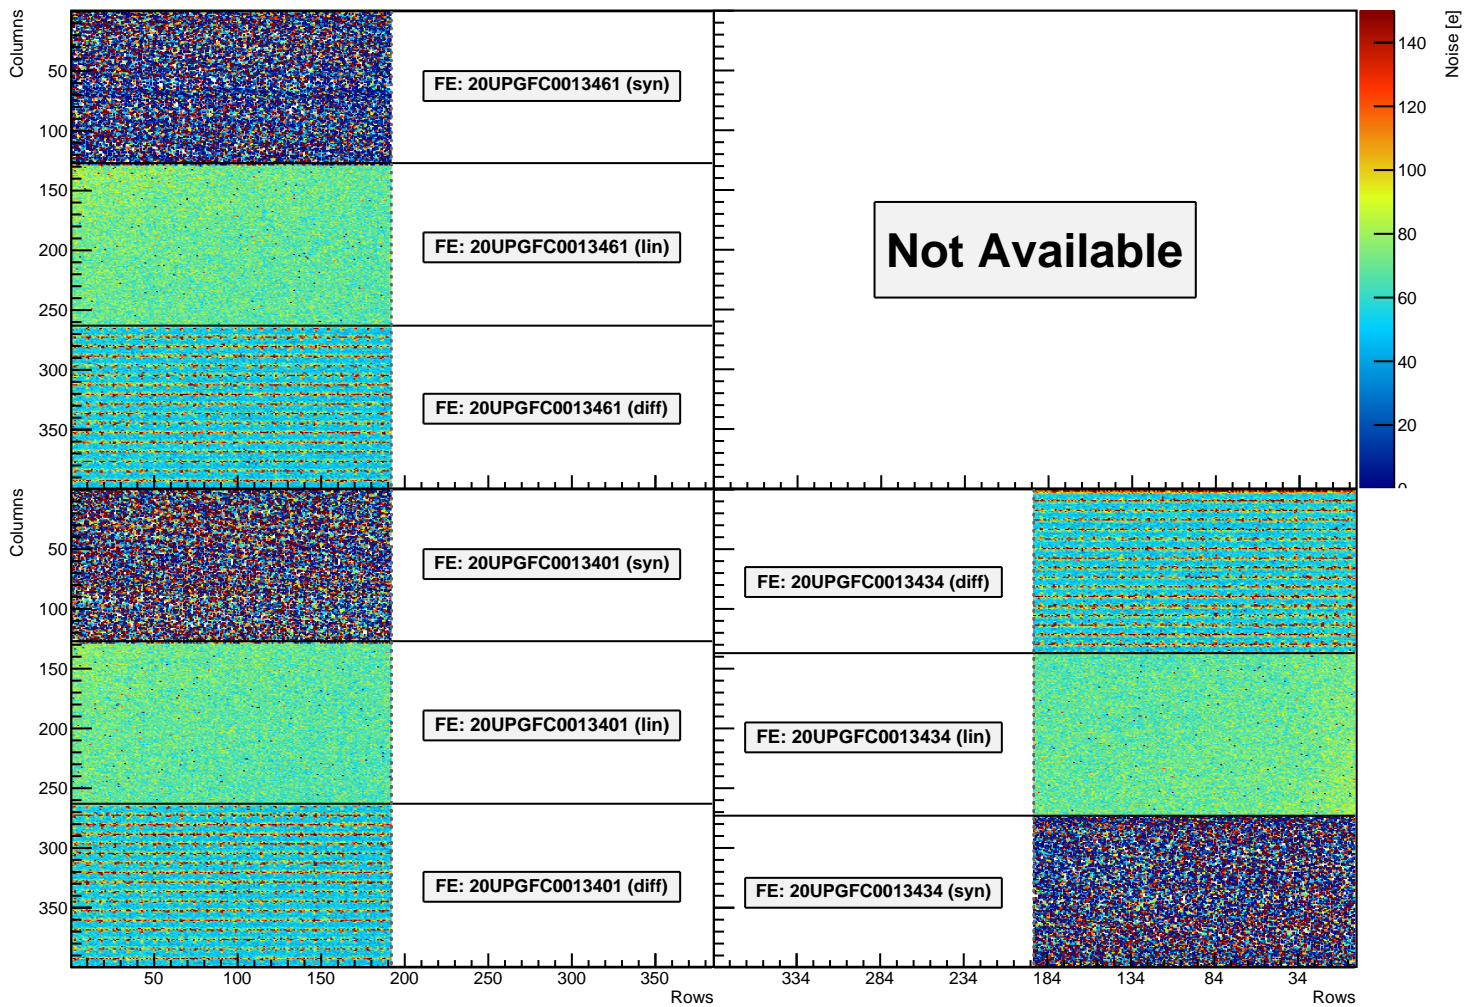 Columns
50
100
150
200
250
300
350
FE: 20UPGFC0013461 (syn)
FE: 20UPGFC0013461 (lin)
FE: 20UPGFC0013461 (diff)
Not Available
140
120
100
80
60
40
20
0
Noise [e]
Columns
50
100
150
200
250
300
350
FE: 20UPGFC0013401 (syn)
FE: 20UPGFC0013401 (lin)
FE: 20UPGFC0013401 (diff)
50 100 150 200 250 300 350
Rows
FE: 20UPGFC0013434 (diff)
FE: 20UPGFC0013434 (lin)
FE: 20UPGFC0013434 (syn)
334 284 234 184 134 84 34
Rows